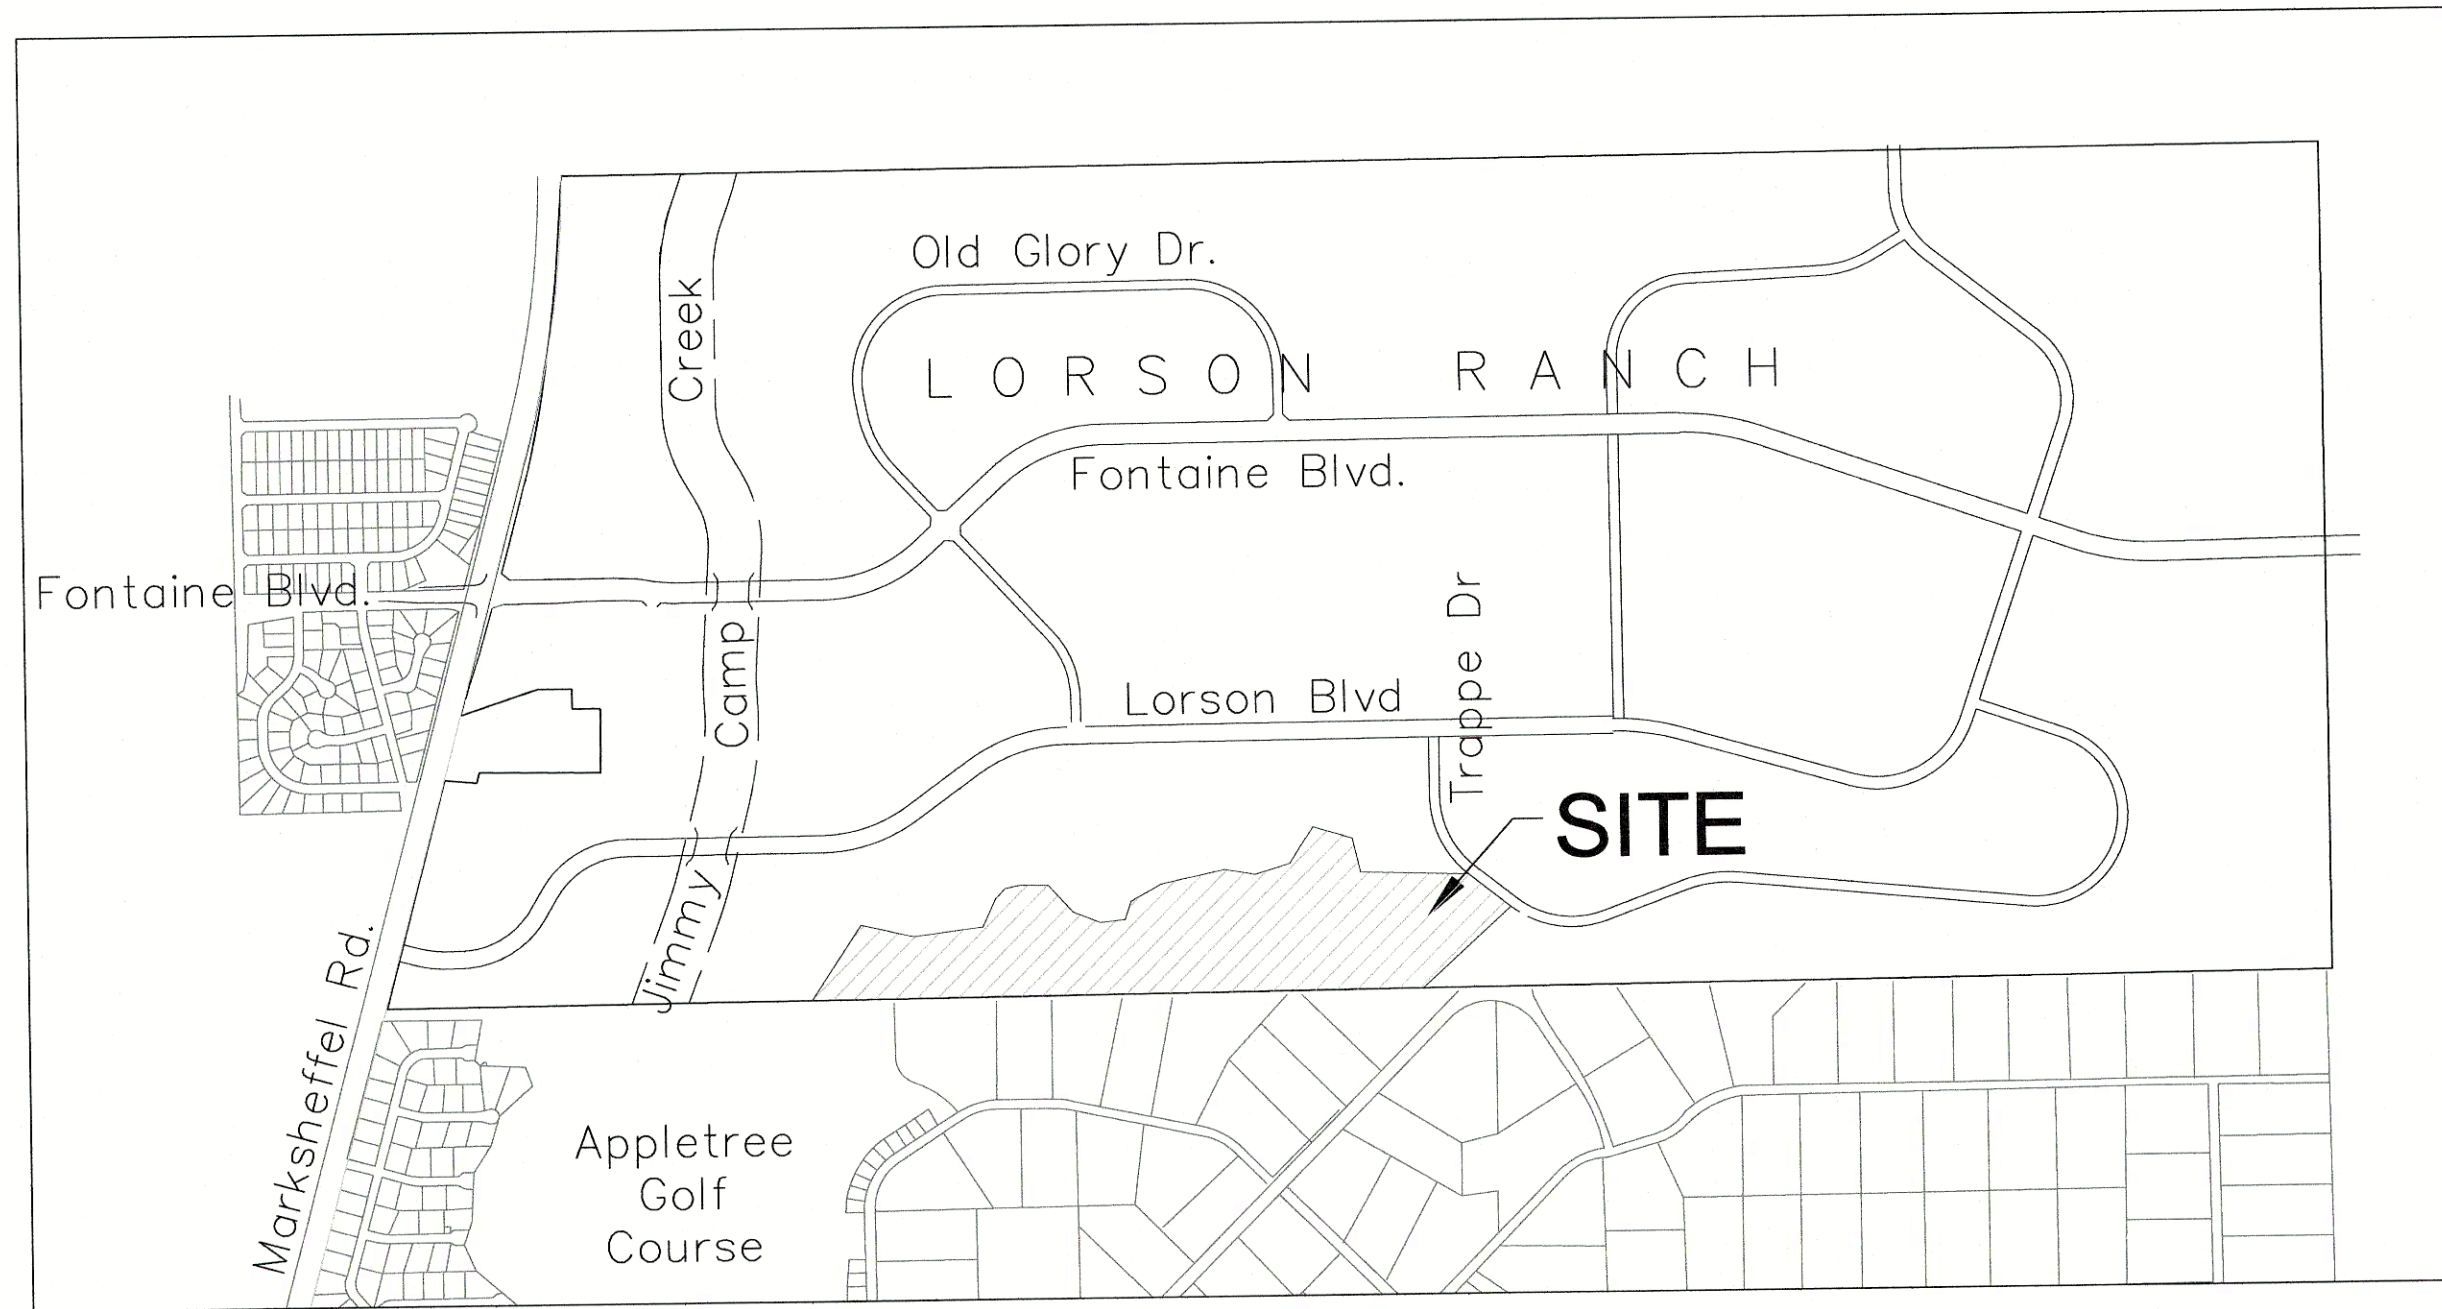 Old Glory Dr.
Creek
LORSON RANCH
Fontaine Blvd.
Fontaine Blvd.
Camp
Trappe Dr
Lorson Blvd
SITE
Jimmy
Marksheffel Rd.
Appletree
Golf
Course